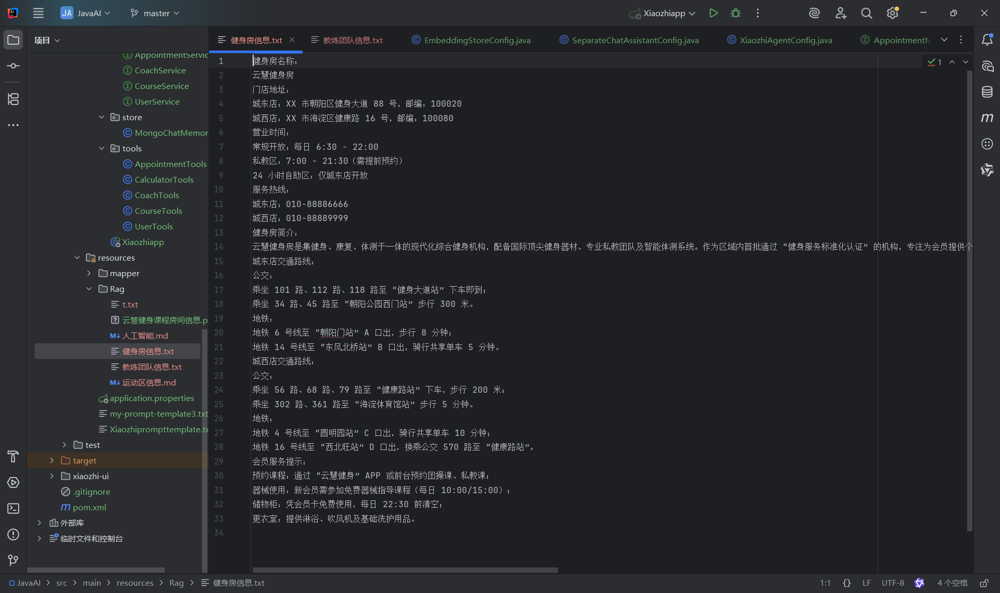 JA JavaAI master Xiaozhiapp
项目
健身房信息.txt 教练团队信息.txt EmbeddingStoreConfig.java SeparateChatAssistantConfig.java XiaozhiAgentConfig.java AppointmentM
AppointmentServic
CoachService
CourseService
UserService
store
MongoChatMemor
tools
AppointmentTools
CalculatorTools
CoachTools
CourseTools
UserTools
Xiaozhiapp
resources
mapper
Rag
t.txt
云慧健身课程房间信息.p
人工智能.md
健身房信息.txt
教练团队信息.txt
运动区信息.md
application.properties
my-prompt-template3.txt
Xiaozhiprompttemplate.tx
test
target
xiaozhi-ui
.gitignore
pom.xml
外部库
临时文件和控制台
1 健身房名称：
2 云慧健身房
3 门店地址：
4 城东店：XX 市朝阳区健身大道 88 号，邮编：100020
5 城西店：XX 市海淀区健康路 16 号，邮编：100080
6 营业时间：
7 常规开放：每日 6:30 - 22:00
8 私教区：7:00 - 21:30（需提前预约）
9 24 小时自助区：仅城东店开放
10 服务热线：
11 城东店：010-88886666
12 城西店：010-88889999
13 健身房简介：
14 云慧健身房是集健身、康复、体测于一体的现代化综合健身机构，配备国际顶尖健身器材、专业私教团队及智能体测系统。作为区域内首批通过 “健身服务标准化认证” 的机构，专注为会员提供个
15 城东店交通路线：
16 公交：
17 乘坐 101 路、112 路、118 路至 “健身大道站” 下车即到；
18 乘坐 34 路、45 路至 “朝阳公园西门站” 步行 300 米。
19 地铁：
20 地铁 6 号线至 “朝阳门站” A 口出，步行 8 分钟；
21 地铁 14 号线至 “东风北桥站” B 口出，骑行共享单车 5 分钟。
22 城西店交通路线：
23 公交：
24 乘坐 56 路、68 路、79 路至 “健康路站” 下车，步行 200 米；
25 乘坐 302 路、361 路至 “海淀体育馆站” 步行 5 分钟。
26 地铁：
27 地铁 4 号线至 “圆明园站” C 口出，骑行共享单车 10 分钟；
28 地铁 16 号线至 “西北旺站” D 口出，换乘公交 570 路至 “健康路站”。
29 会员服务提示：
30 预约课程：通过 “云慧健身” APP 或前台预约团操课、私教课；
31 器械使用：新会员需参加免费器械指导课程（每日 10:00/15:00）；
32 储物柜：凭会员卡免费使用，每日 22:30 前清空；
33 更衣室：提供淋浴、吹风机及基础洗护用品。
34
1
JavaAI > src > main > resources > Rag > 健身房信息.txt 1:1 {} LF UTF-8 4 个空格